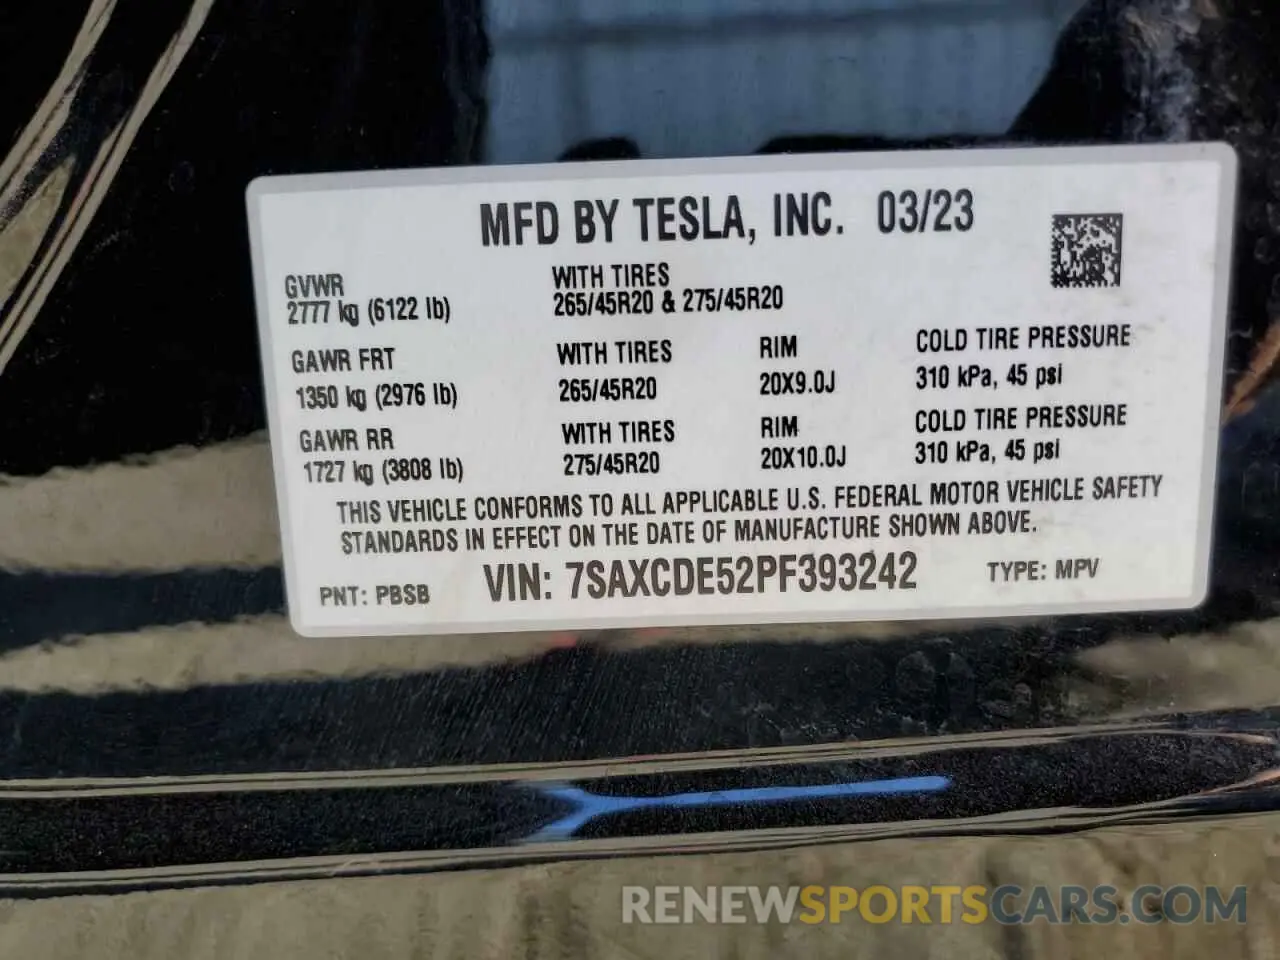 MFD BY TESLA, INC. 03/23
GVWR WITH TIRES
2777 kg (6122 lb) 265/45R20 & 275/45R20
GAWR FRT WITH TIRES RIM COLD TIRE PRESSURE
1350 kg (2976 lb) 265/45R20 20X9.0J 310 kPa, 45 psi
GAWR RR WITH TIRES RIM COLD TIRE PRESSURE
1727 kg (3808 lb) 275/45R20 20X10.0J 310 kPa, 45 psi
THIS VEHICLE CONFORMS TO ALL APPLICABLE U.S. FEDERAL MOTOR VEHICLE SAFETY
STANDARDS IN EFFECT ON THE DATE OF MANUFACTURE SHOWN ABOVE.
PNT: PBSB VIN: 7SAXCDE52PF393242 TYPE: MPV
RENEWSPORTSCARS.COM